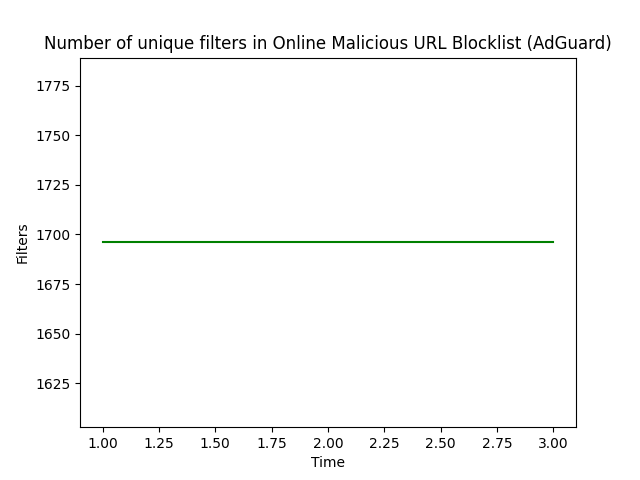 Number of unique filters in Online Malicious URL Blocklist (AdGuard)
1775
1750
1725
1700
1675
1650
1625
Filters
1.00 1.25 1.50 1.75 2.00 2.25 2.50 2.75 3.00
Time